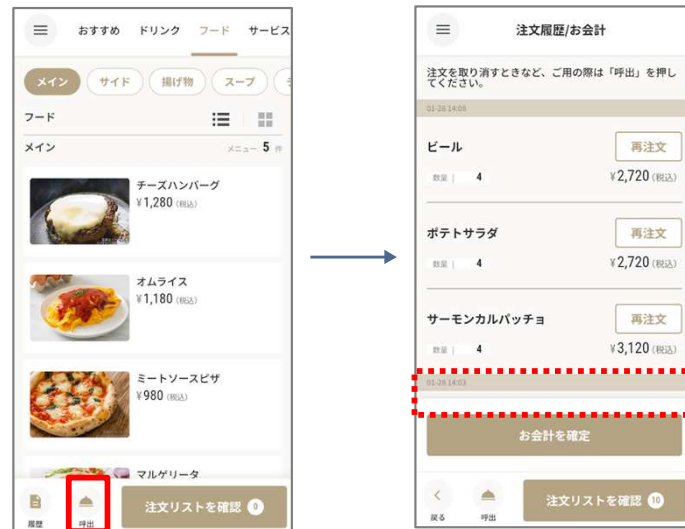 おすすめ ドリンク フード サービス
メイン サイド 揚げ物 スープ
フード
メイン メニュー 5 件
チーズハンバーグ
¥1,280 (税込)
オムライス
¥1,180 (税込)
ミートソースピザ
¥980 (税込)
マルゲリータ
履歴 呼出 注文リストを確認 0
注文履歴/お会計
注文を取り消すときなど、ご用の際は「呼出」を押し
てください。
01-28 14:06
ビール 再注文
数量 | 4 ¥2,720 (税込)
ポテトサラダ 再注文
数量 | 4 ¥2,720 (税込)
サーモンカルパッチョ 再注文
数量 | 4 ¥3,120 (税込)
01-28 14:03
お会計を確定
戻る 呼出 注文リストを確認 10